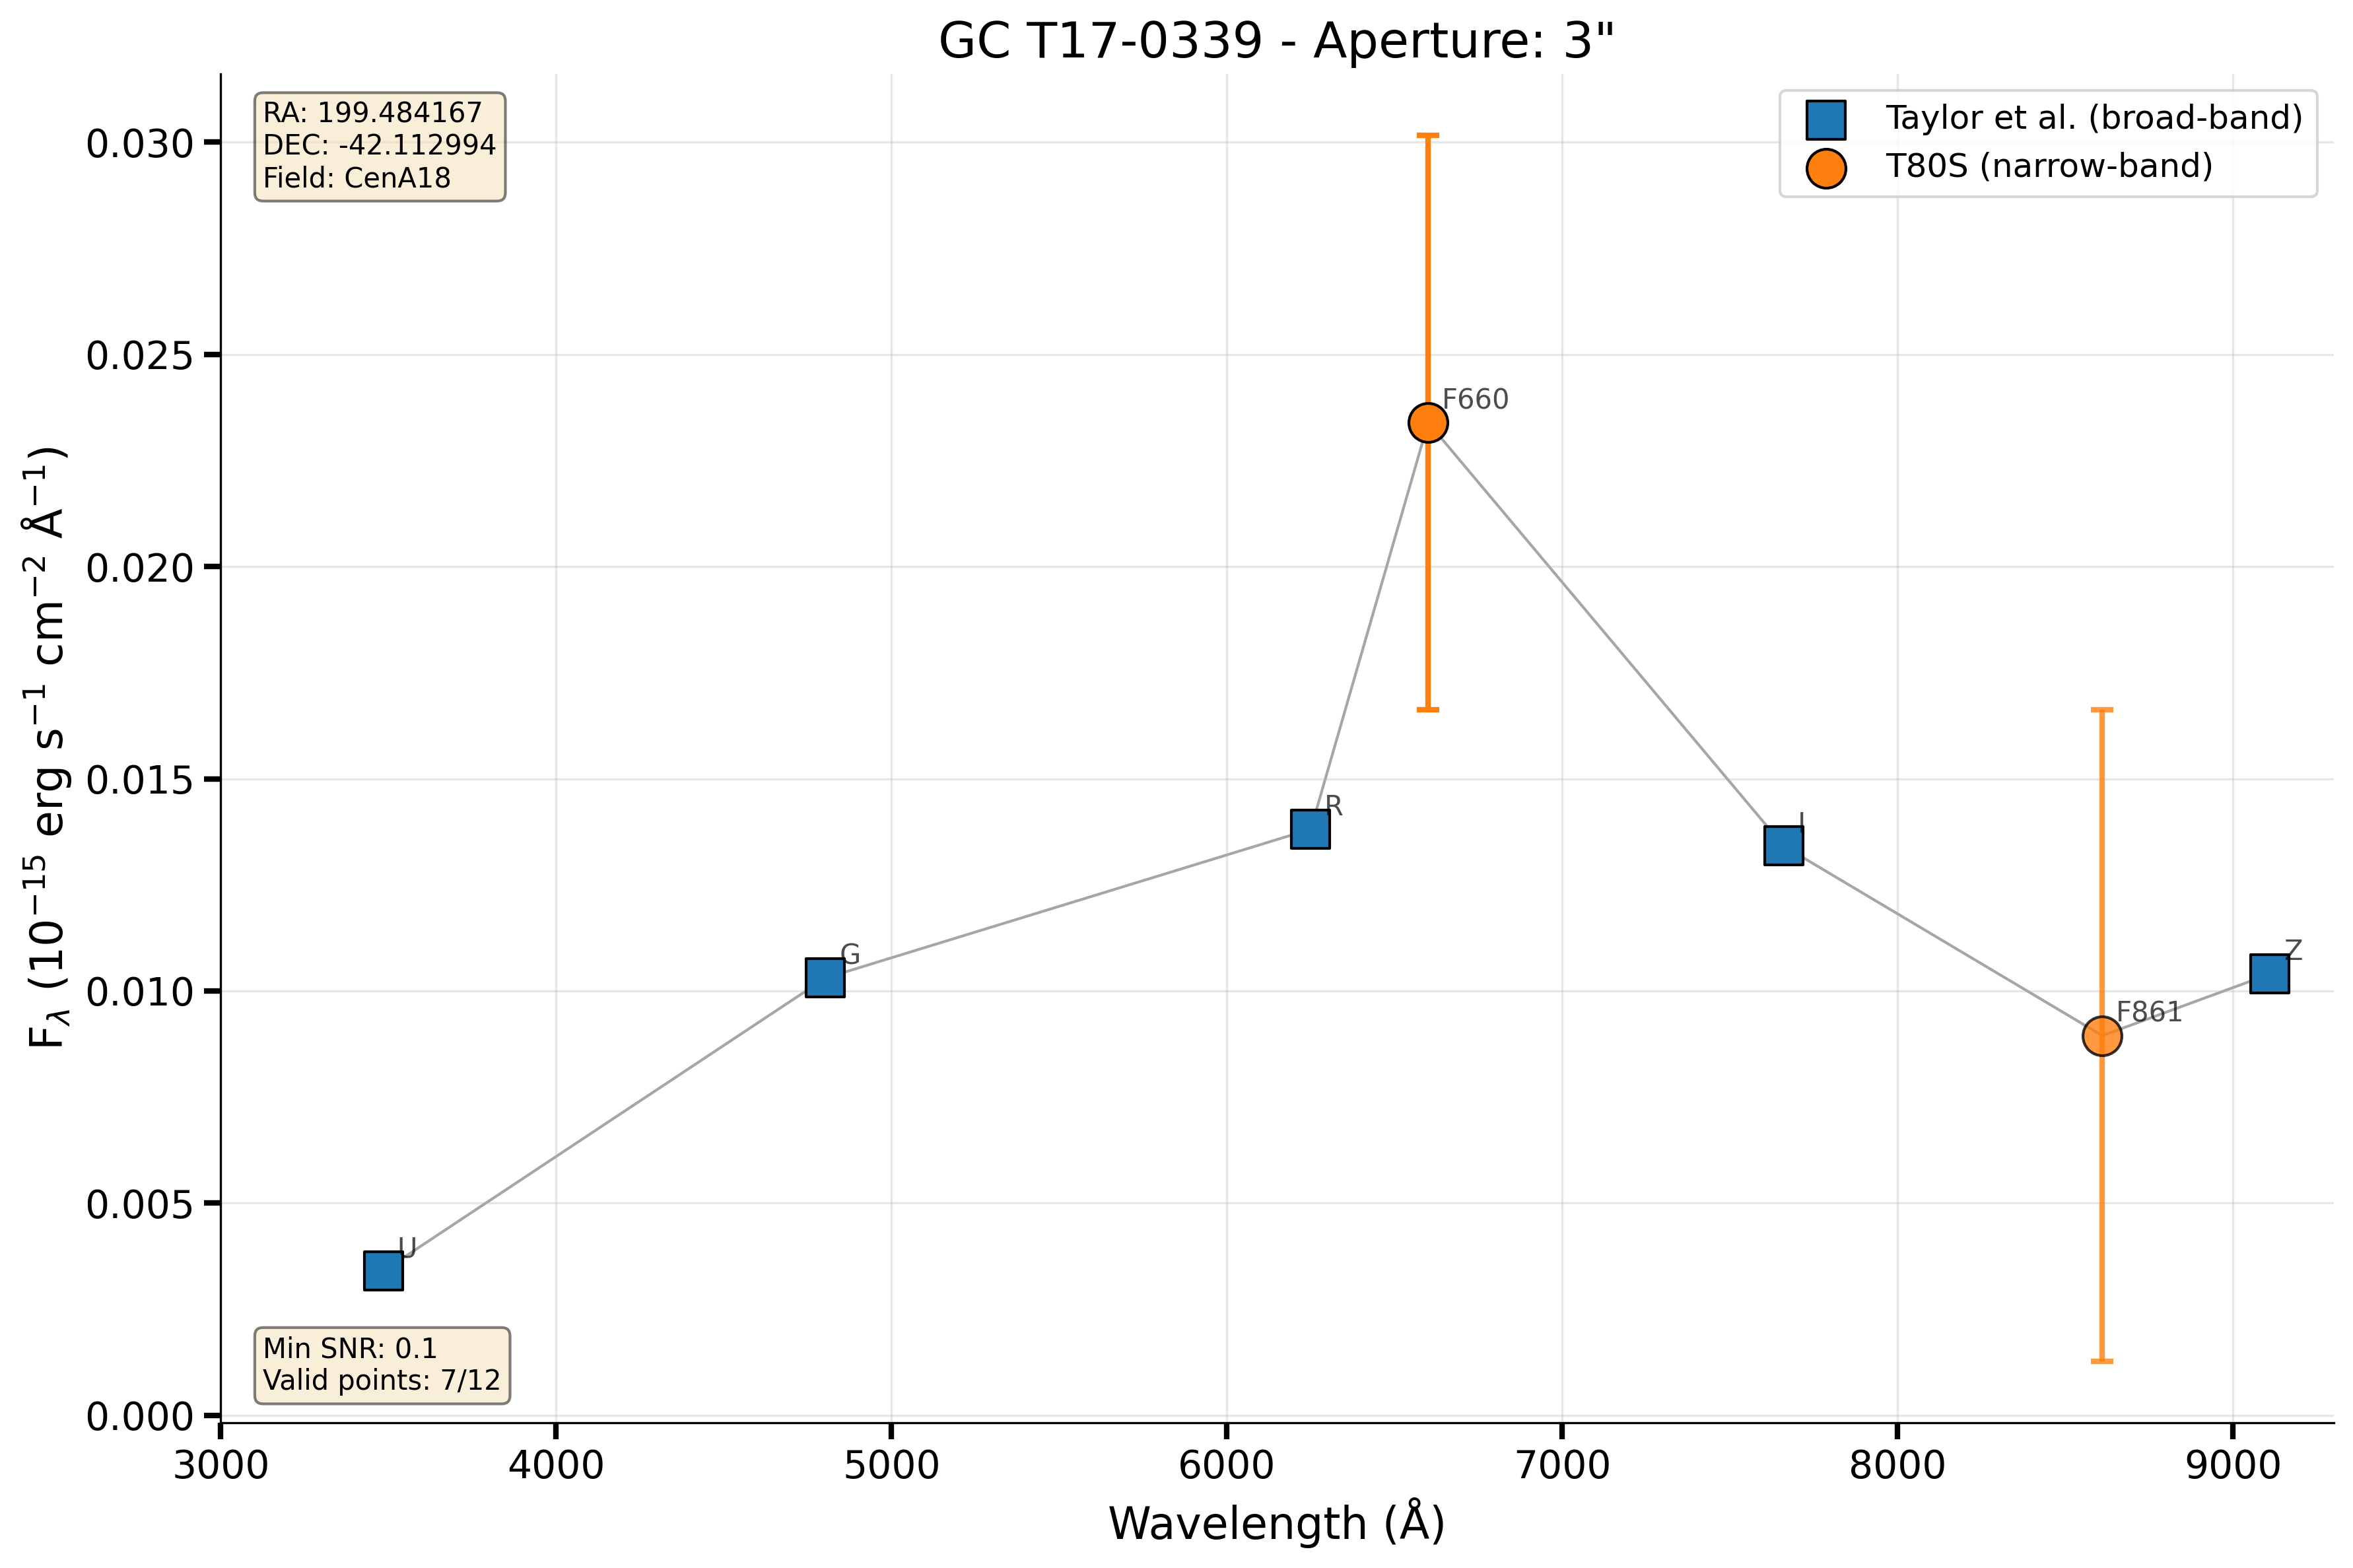 GC T17-0339 - Aperture: 3"
RA: 199.484167
DEC: -42.112994
Field: CenA18
Taylor et al. (broad-band)
T80S (narrow-band)
F660
R
I
G
Z
F861
U
Min SNR: 0.1
Valid points: 7/12
0.030
0.025
0.020
0.015
0.010
0.005
0.000
3000 4000 5000 6000 7000 8000 9000
Wavelength (Å)
F_λ (10⁻¹⁵ erg s⁻¹ cm⁻² Å⁻¹)